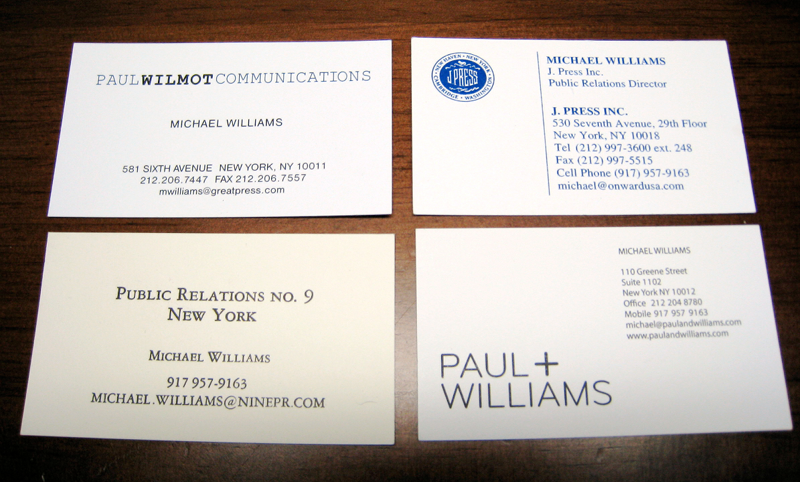 PAULWILMOTCOMMUNICATIONS
MICHAEL WILLIAMS
581 SIXTH AVENUE NEW YORK, NY 10011
212.206.7447 FAX 212.206.7557
mwilliams@greatpress.com
NEW HAVEN • NEW YORK
J. PRESS
CAMBRIDGE • WASHINGTON
MICHAEL WILLIAMS
J. Press Inc.
Public Relations Director
J. PRESS INC.
530 Seventh Avenue, 29th Floor
New York, NY 10018
Tel (212) 997-3600 ext. 248
Fax (212) 997-5515
Cell Phone (917) 957-9163
michael@onwardusa.com
PUBLIC RELATIONS NO. 9
NEW YORK
MICHAEL WILLIAMS
917 957-9163
MICHAEL.WILLIAMS@NINEPR.COM
MICHAEL WILLIAMS
110 Greene Street
Suite 1102
New York NY 10012
Office 212 204 8780
Mobile 917 957 9163
michael@paulandwilliams.com
www.paulandwilliams.com
PAUL+
WILLIAMS